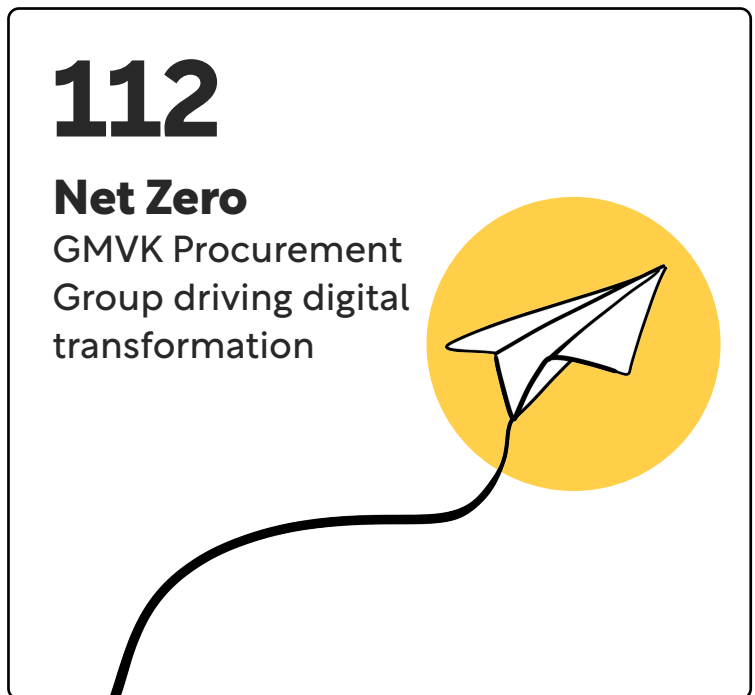 112
Net Zero
GMVK Procurement
Group driving digital
transformation